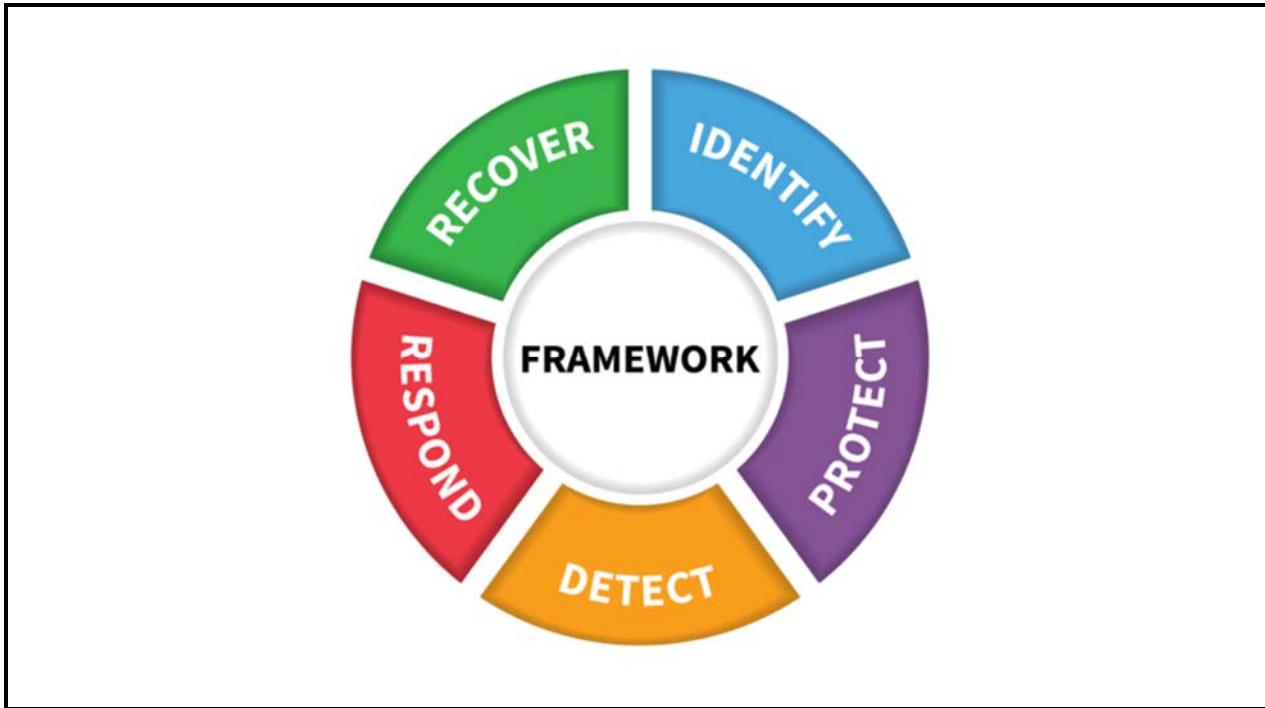 RECOVER
IDENTIFY
FRAMEWORK
RESPOND
PROTECT
DETECT